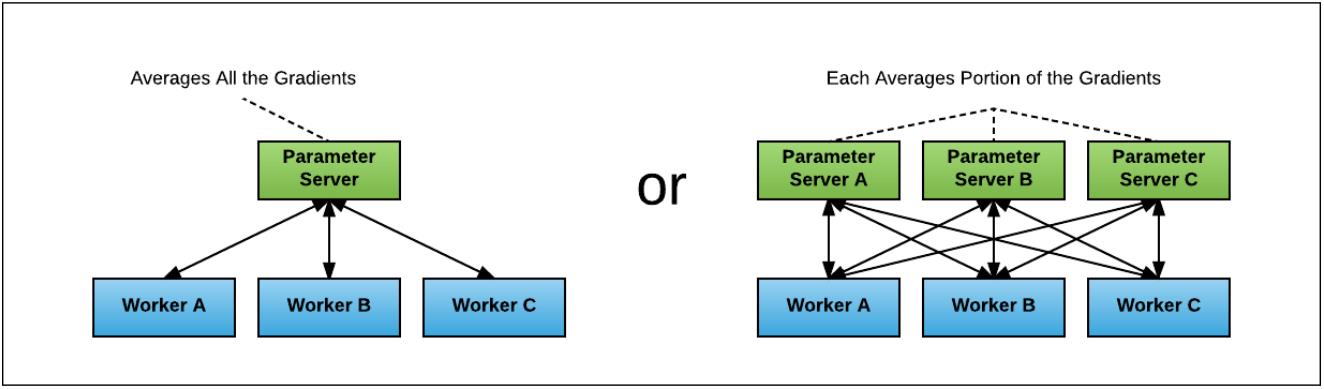 Averages All the Gradients
Parameter
Server
Worker A
Worker B
Worker C
or
Each Averages Portion of the Gradients
Parameter
Server A
Parameter
Server B
Parameter
Server C
Worker A
Worker B
Worker C